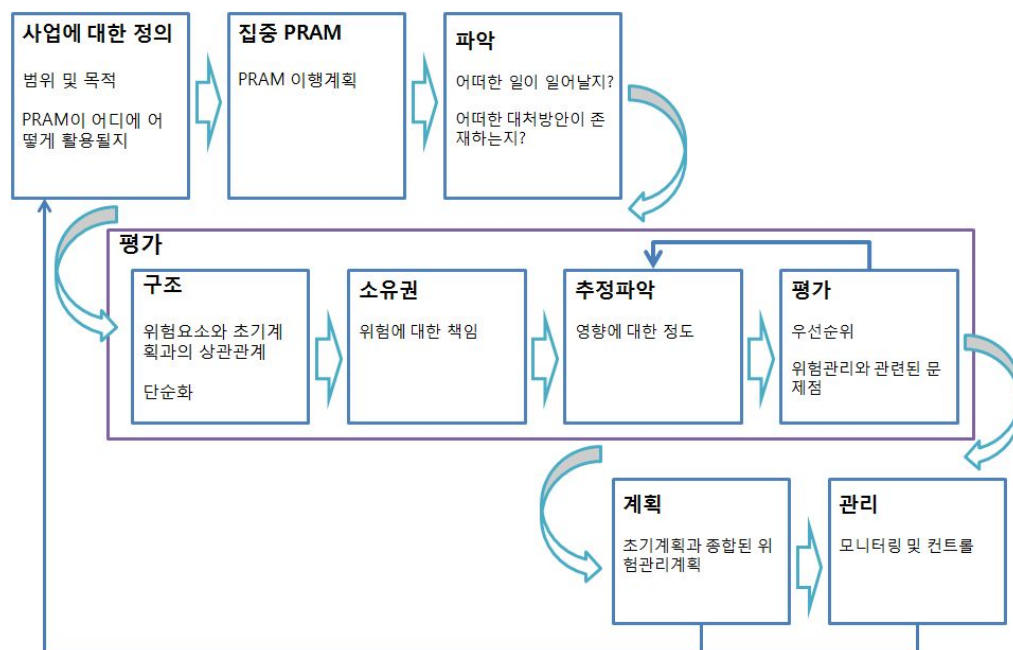 사업에 대한 정의
범위 및 목적
PRAM이 어디에 어
떻게 활용될지
집중 PRAM
PRAM 이행계획
파악
어떠한 일이 일어날지?
어떠한 대처방안이 존
재하는지?
평가
구조
위험요소와 초기계
획과의 상관관계
단순화
소유권
위험에 대한 책임
추정파악
영향에 대한 정도
평가
우선순위
위험관리와 관련된 문
제점
계획
초기계획과 종합된 위
험관리계획
관리
모니터링 및 컨트롤